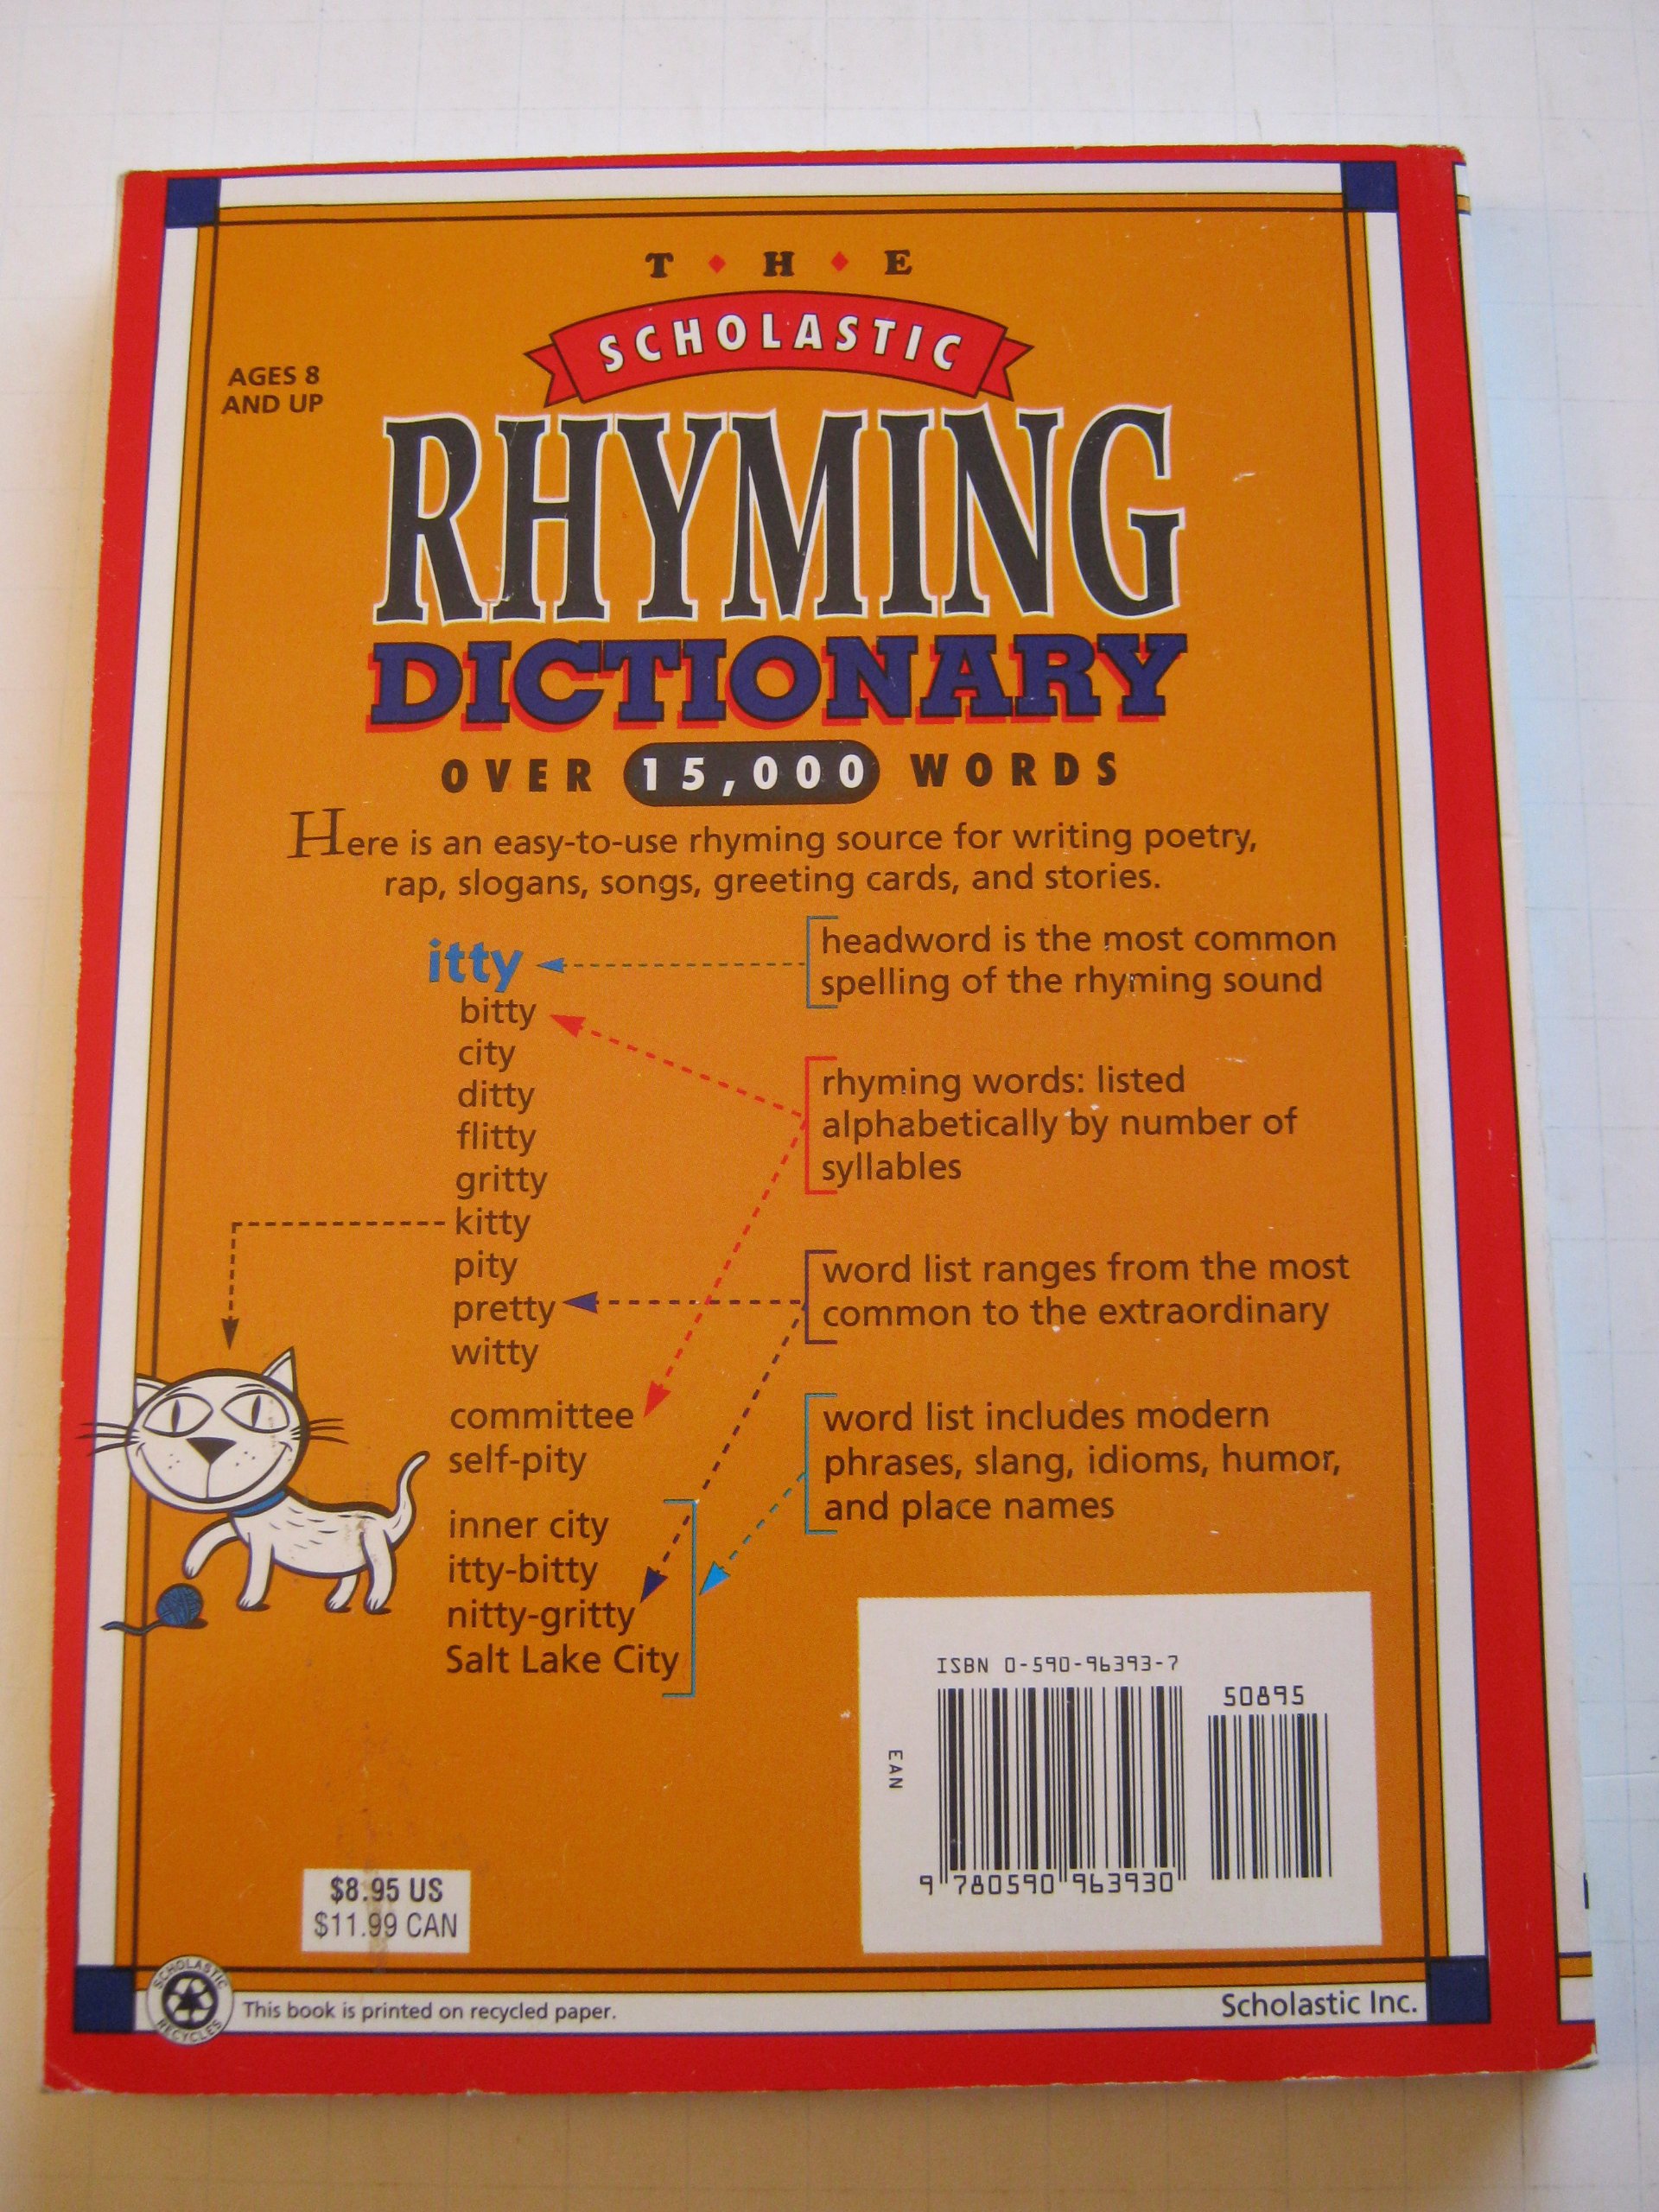 T ♦ H ♦ E
SCHOLASTIC
AGES 8
AND UP
RHYMING
DICTIONARY
OVER 15,000 WORDS
Here is an easy-to-use rhyming source for writing poetry,
rap, slogans, songs, greeting cards, and stories.
itty
bitty
city
ditty
flitty
gritty
kitty
pity
pretty
witty
committee
self-pity
inner city
itty-bitty
nitty-gritty
Salt Lake City
headword is the most common
spelling of the rhyming sound
rhyming words: listed
alphabetically by number of
syllables
word list ranges from the most
common to the extraordinary
word list includes modern
phrases, slang, idioms, humor,
and place names
ISBN 0-590-96393-7
50895
EAN
9 780590 963930
$8.95 US
$11.99 CAN
SCHOLASTIC
RECYCLES
This book is printed on recycled paper.
Scholastic Inc.